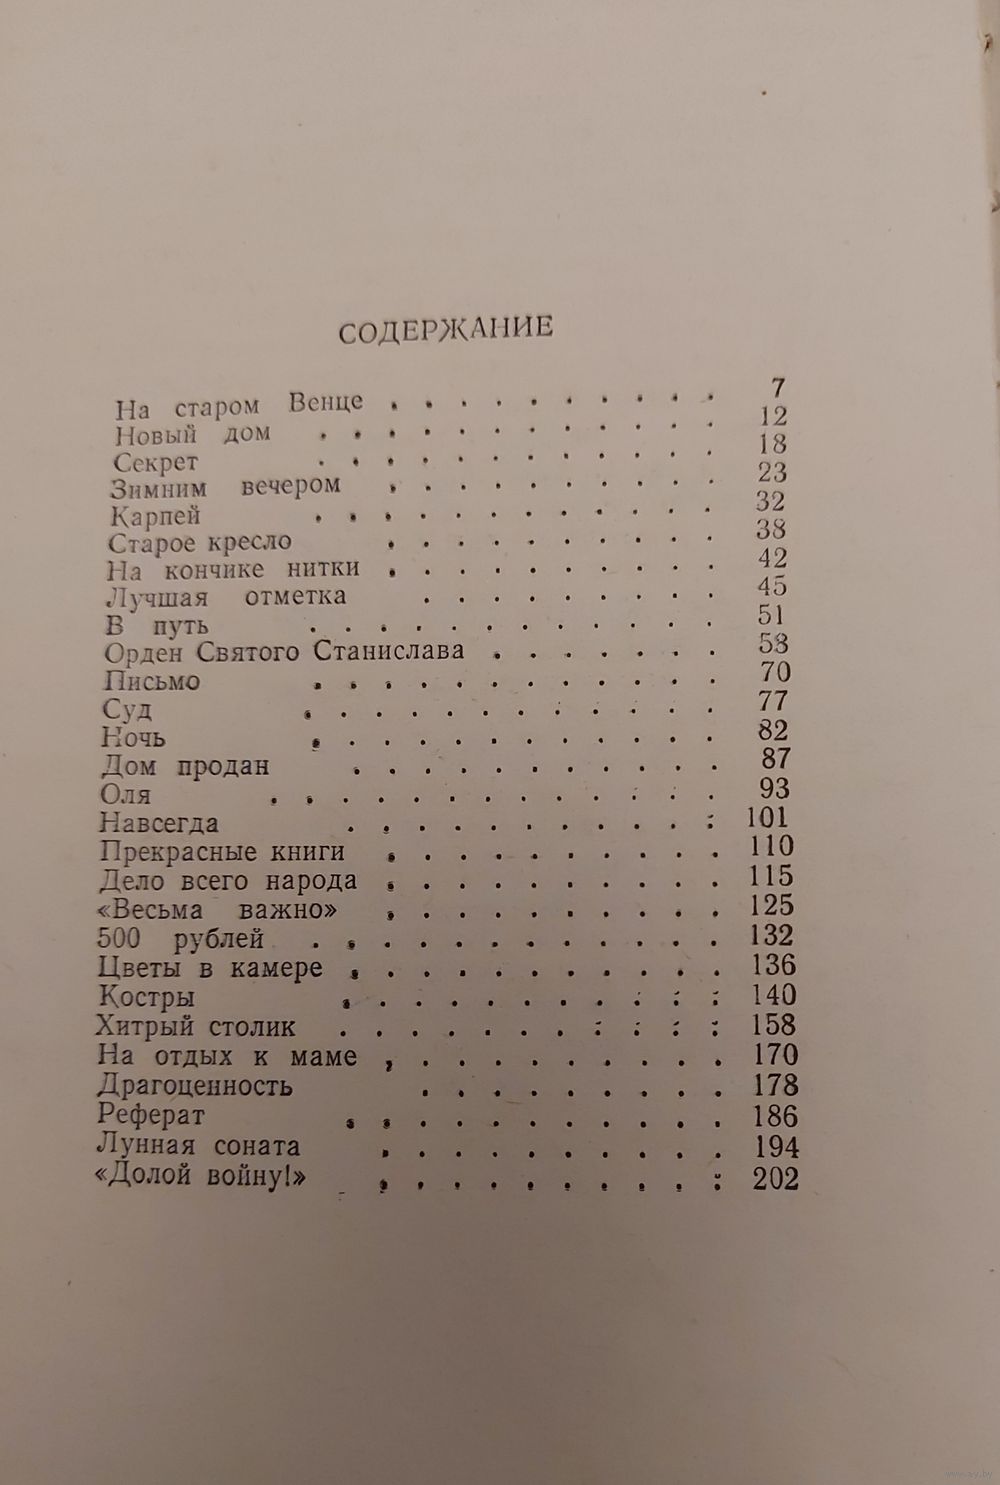 СОДЕРЖАНИЕ
На старом Венце . . . . . . . . . . 7
Новый дом . . . . . . . . . . . . 12
Секрет . . . . . . . . . . . . 18
Зимним вечером . . . . . . . . . . 23
Карпей . . . . . . . . . . . . 32
Старое кресло . . . . . . . . . . 38
На кончике нитки . . . . . . . . . . 42
Лучшая отметка . . . . . . . . . 45
В путь . . . . . . . . . . . . 51
Орден Святого Станислава . . . . . . . 58
Письмо . . . . . . . . . . . . 70
Суд . . . . . . . . . . . . 77
Ночь . . . . . . . . . . . . 82
Дом продан . . . . . . . . . . . 87
Оля . . . . . . . . . . . . . 93
Навсегда . . . . . . . . . . : 101
Прекрасные книги . . . . . . . . . . 110
Дело всего народа . . . . . . . . . . 115
«Весьма важно» . . . . . . . . . . 125
500 рублей . . . . . . . . . . . . 132
Цветы в камере . . . . . . . . . . . 136
Костры . . . . . . . . : : : 140
Хитрый столик . . . . . . . : : : : 158
На отдых к маме , . . . . . . . . . 170
Драгоценность . . . . . . . . . 178
Реферат . . . . . . . . . . . 186
Лунная соната . . . . . . . . . . 194
«Долой войну!» . . . . . . . . . : 202
www.ay.by